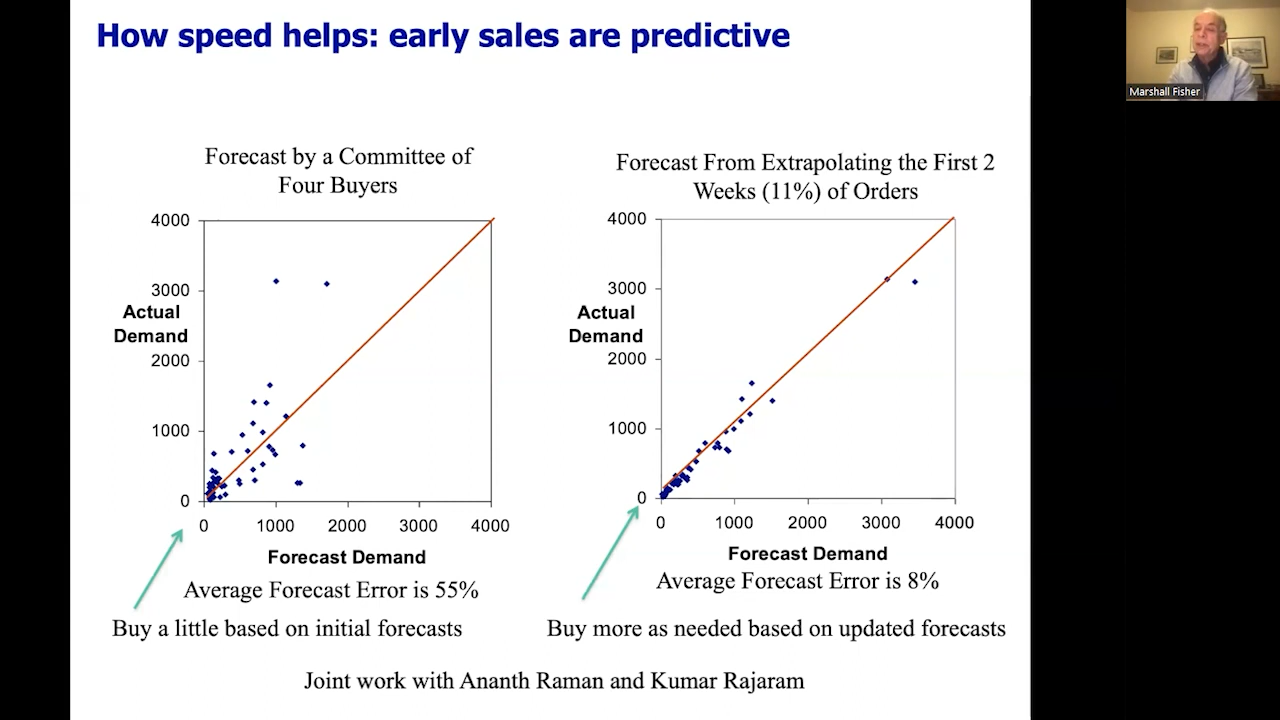 How speed helps: early sales are predictive
Marshall Fisher
Forecast by a Committee of
Four Buyers
4000
3000
Actual
Demand
2000
1000
0
0 1000 2000 3000 4000
Forecast Demand
Average Forecast Error is 55%
Buy a little based on initial forecasts
Forecast From Extrapolating the First 2
Weeks (11%) of Orders
4000
3000
Actual
Demand
2000
1000
0
0 1000 2000 3000 4000
Forecast Demand
Average Forecast Error is 8%
Buy more as needed based on updated forecasts
Joint work with Ananth Raman and Kumar Rajaram